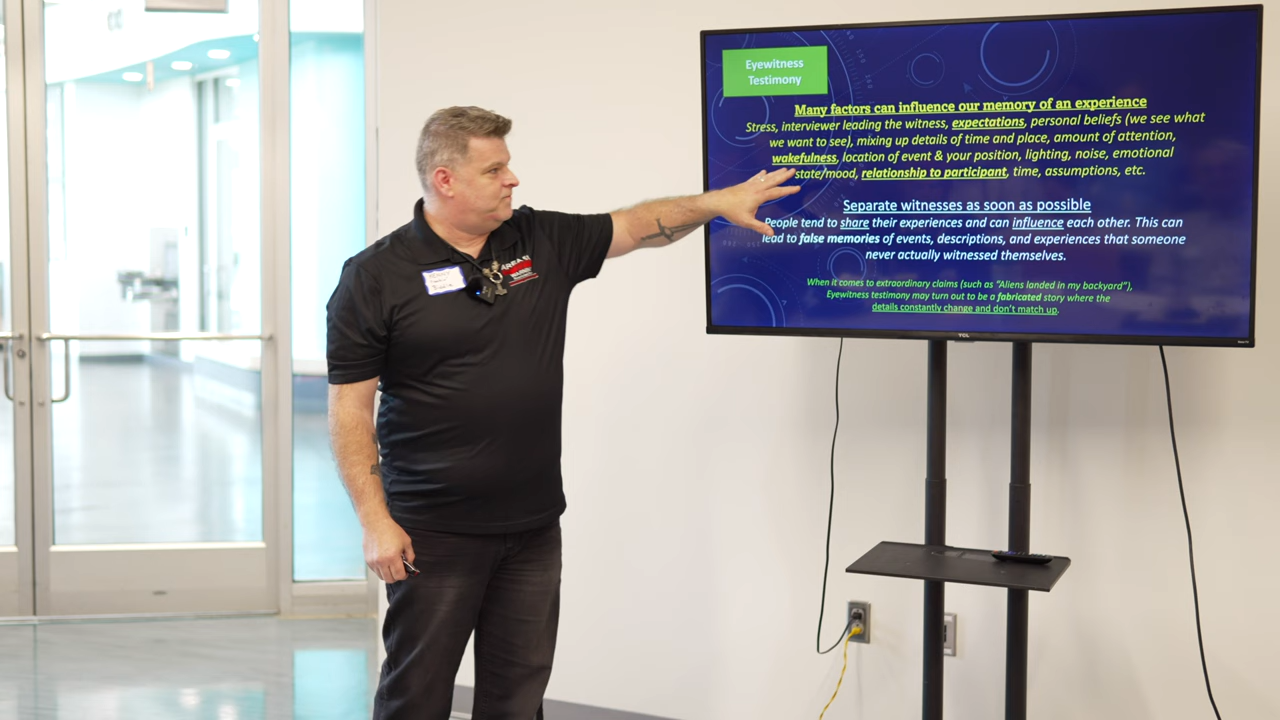 Eyewitness
Testimony
Many factors can influence our memory of an experience
Stress, interviewer leading the witness, expectations, personal beliefs (we see what
we want to see), mixing up details of time and place, amount of attention,
wakefulness, location of event & your position, lighting, noise, emotional
state/mood, relationship to participant, time, assumptions, etc.
Separate witnesses as soon as possible
People tend to share their experiences and can influence each other. This can
lead to false memories of events, descriptions, and experiences that someone
never actually witnessed themselves.
When it comes to extraordinary claims (such as "Aliens landed in my backyard"),
Eyewitness testimony may turn out to be a fabricated story where the
details constantly change and don't match up.
TCL